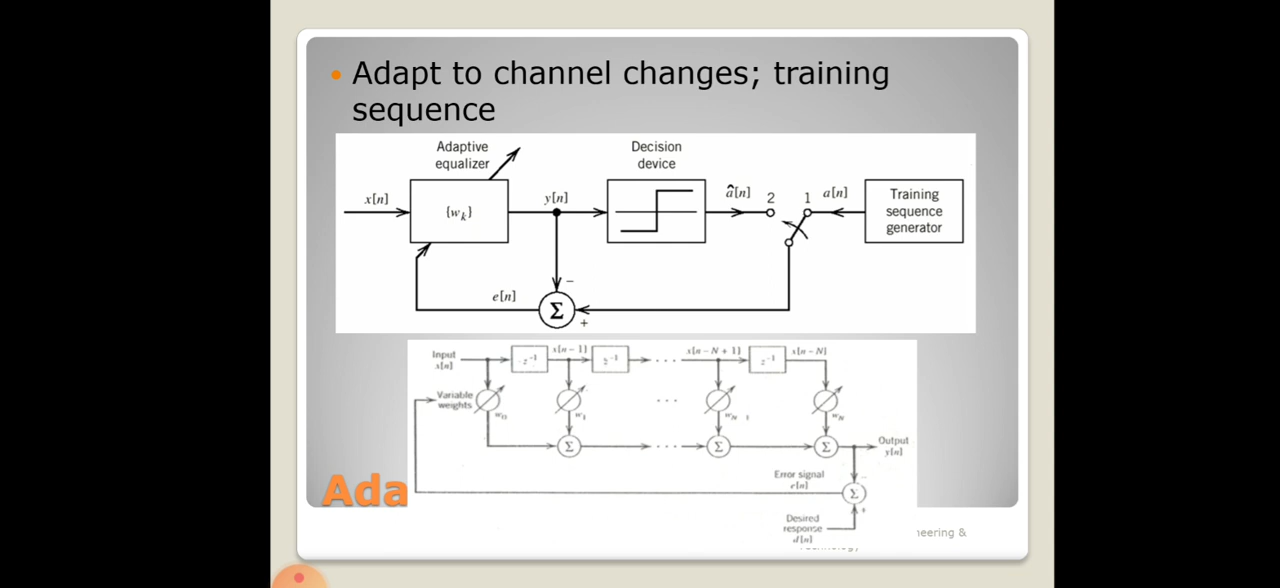 Adapt to channel changes; training
sequence
Adaptive
equalizer
Decision
device
x[n]
{wk}
y[n]
â[n]
2
1
a[n]
Training
sequence
generator
e[n]
−
Σ
+
Input
x[n]
z⁻¹
x[n − 1]
z⁻¹
. . .
x[n − N + 1]
z⁻¹
x[n − N]
Variable
weights
w0
w1
. . .
wN
Σ
. . .
Σ
Σ
Output
y[n]
Error signal
e[n]
−
Σ
+
Desired
response
d[n]
Ada
neering &